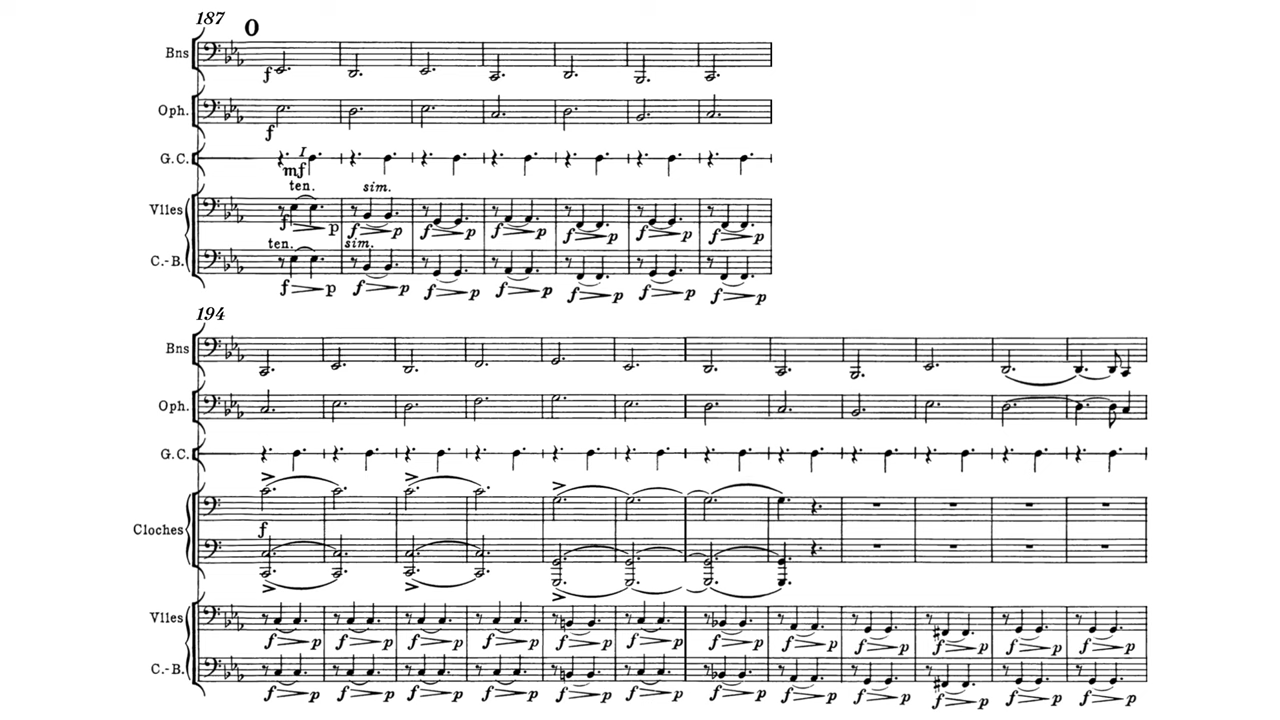 187 O
Bns
f
Oph.
f
G.C. I
mf
ten. sim.
Vlles
f p f p f p f p f p f p f p
ten. sim.
C.-B.
f p f p f p f p f p f p f p
194
Bns
Oph.
G.C.
Cloches
f
Vlles
f p f p f p f p f p f p f p f p f p f p f p f p
C.-B.
f p f p f p f p f p f p f p f p f p f p f p f p